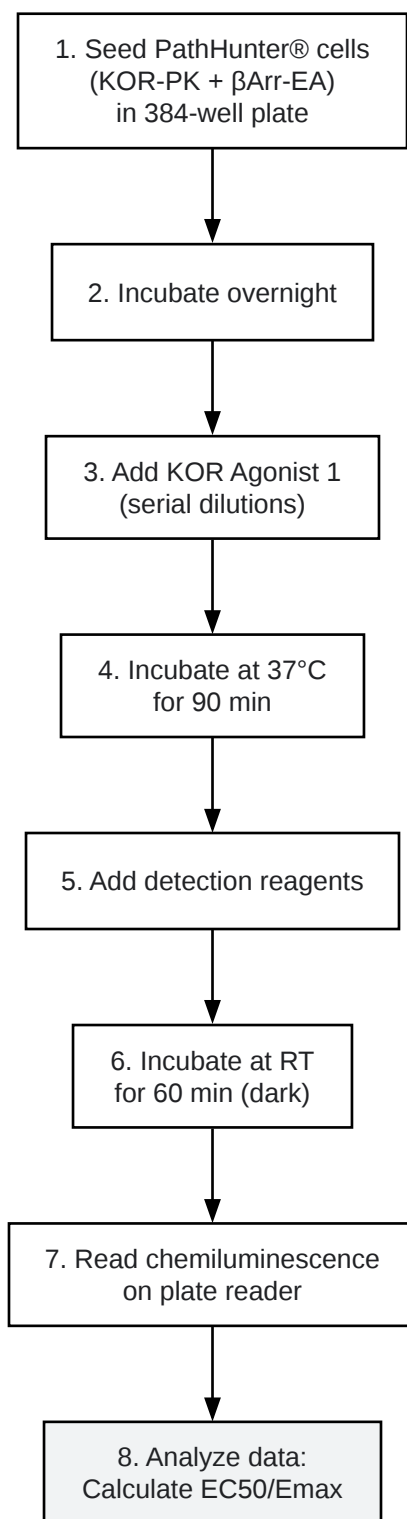 1. Seed PathHunter® cells
(KOR-PK + βArr-EA)
in 384-well plate
2. Incubate overnight
3. Add KOR Agonist 1
(serial dilutions)
4. Incubate at 37°C
for 90 min
5. Add detection reagents
6. Incubate at RT
for 60 min (dark)
7. Read chemiluminescence
on plate reader
8. Analyze data:
Calculate EC50/Emax